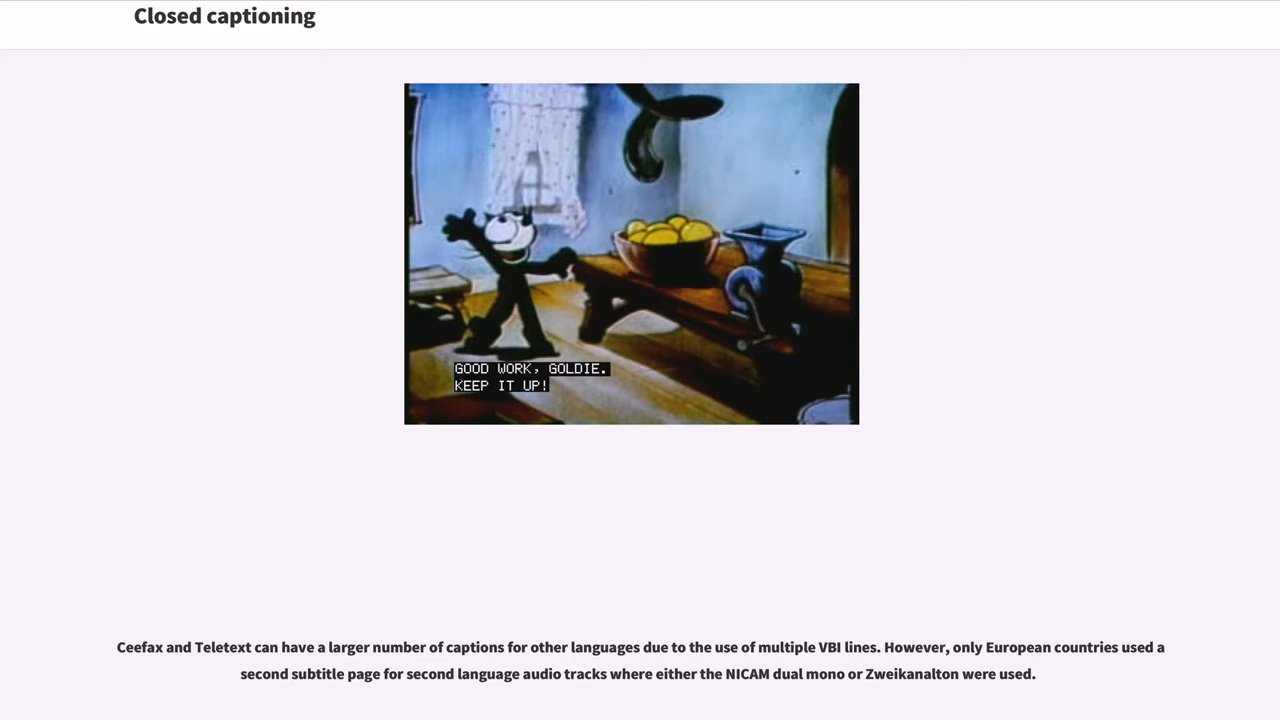 Closed captioning
GOOD WORK, GOLDIE.
KEEP IT UP!
Ceefax and Teletext can have a larger number of captions for other languages due to the use of multiple VBI lines. However, only European countries used a
second subtitle page for second language audio tracks where either the NICAM dual mono or Zweikanalton were used.